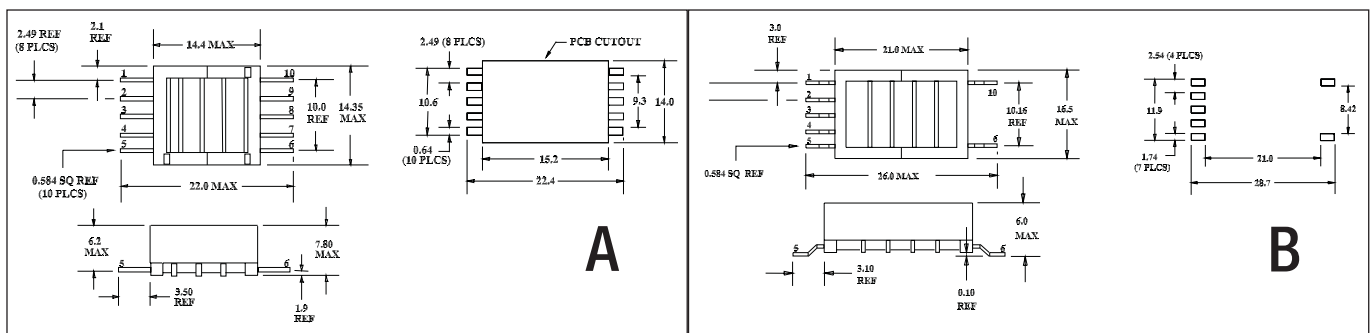 2.49 REF
(8 PLCS)
2.1
REF
14.4 MAX
1
2
3
4
5
10
9
8
7
6
10.0
REF
14.35
MAX
0.584 SQ REF
(10 PLCS)
22.0 MAX
6.2
MAX
7.80
MAX
5
6
3.50
REF
1.9
REF
2.49 (8 PLCS)
PCB CUTOUT
10.6
9.3
14.0
0.64
(10 PLCS)
15.2
22.4
A
3.0
REF
21.0 MAX
1
2
3
4
5
10
6
10.16
REF
16.5
MAX
0.584 SQ REF
26.0 MAX
5
6
6.0
MAX
3.10
REF
0.10
REF
2.54 (4 PLCS)
11.9
8.42
1.74
(7 PLCS)
21.0
28.7
B